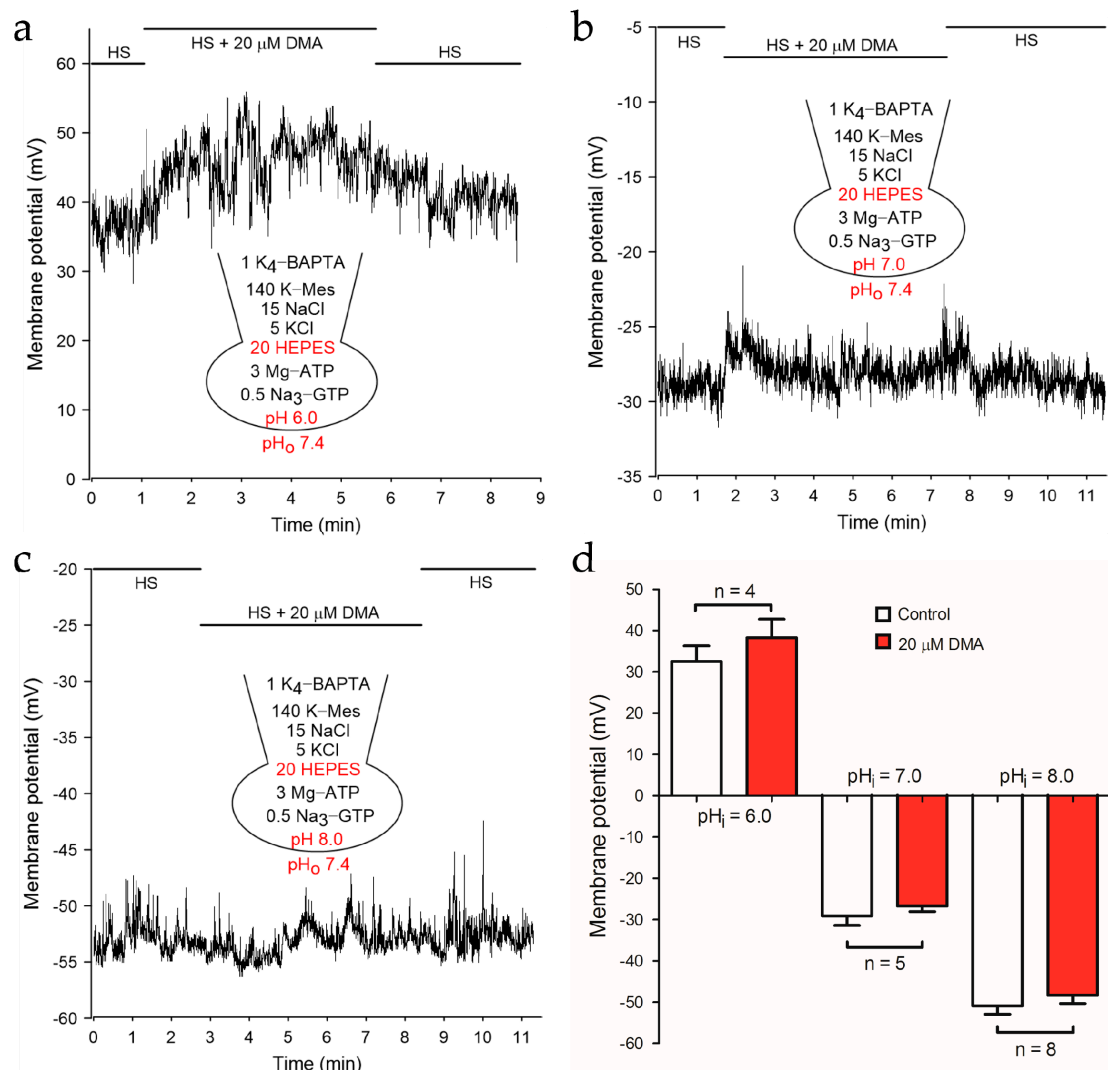 a
HS + 20 μM DMA
HS
HS
60
50
40
30
20
10
0
Membrane potential (mV)
1 K4−BAPTA
140 K−Mes
15 NaCl
5 KCl
20 HEPES
3 Mg−ATP
0.5 Na3−GTP
pH 6.0
pHo 7.4
0 1 2 3 4 5 6 7 8 9
Time (min)
b
HS
HS + 20 μM DMA
HS
-5
-10
-15
-20
-25
-30
-35
Membrane potential (mV)
1 K4−BAPTA
140 K−Mes
15 NaCl
5 KCl
20 HEPES
3 Mg−ATP
0.5 Na3−GTP
pH 7.0
pHo 7.4
0 1 2 3 4 5 6 7 8 9 10 11
Time (min)
c
HS
HS
HS + 20 μM DMA
-20
-25
-30
-35
-40
-45
-50
-55
-60
Membrane potential (mV)
1 K4−BAPTA
140 K−Mes
15 NaCl
5 KCl
20 HEPES
3 Mg−ATP
0.5 Na3−GTP
pH 8.0
pHo 7.4
0 1 2 3 4 5 6 7 8 9 10 11
Time (min)
d
50
40
30
20
10
0
-10
-20
-30
-40
-50
-60
Membrane potential (mV)
n = 4
Control
20 μM DMA
pHi = 7.0
pHi = 8.0
pHi = 6.0
n = 5
n = 8